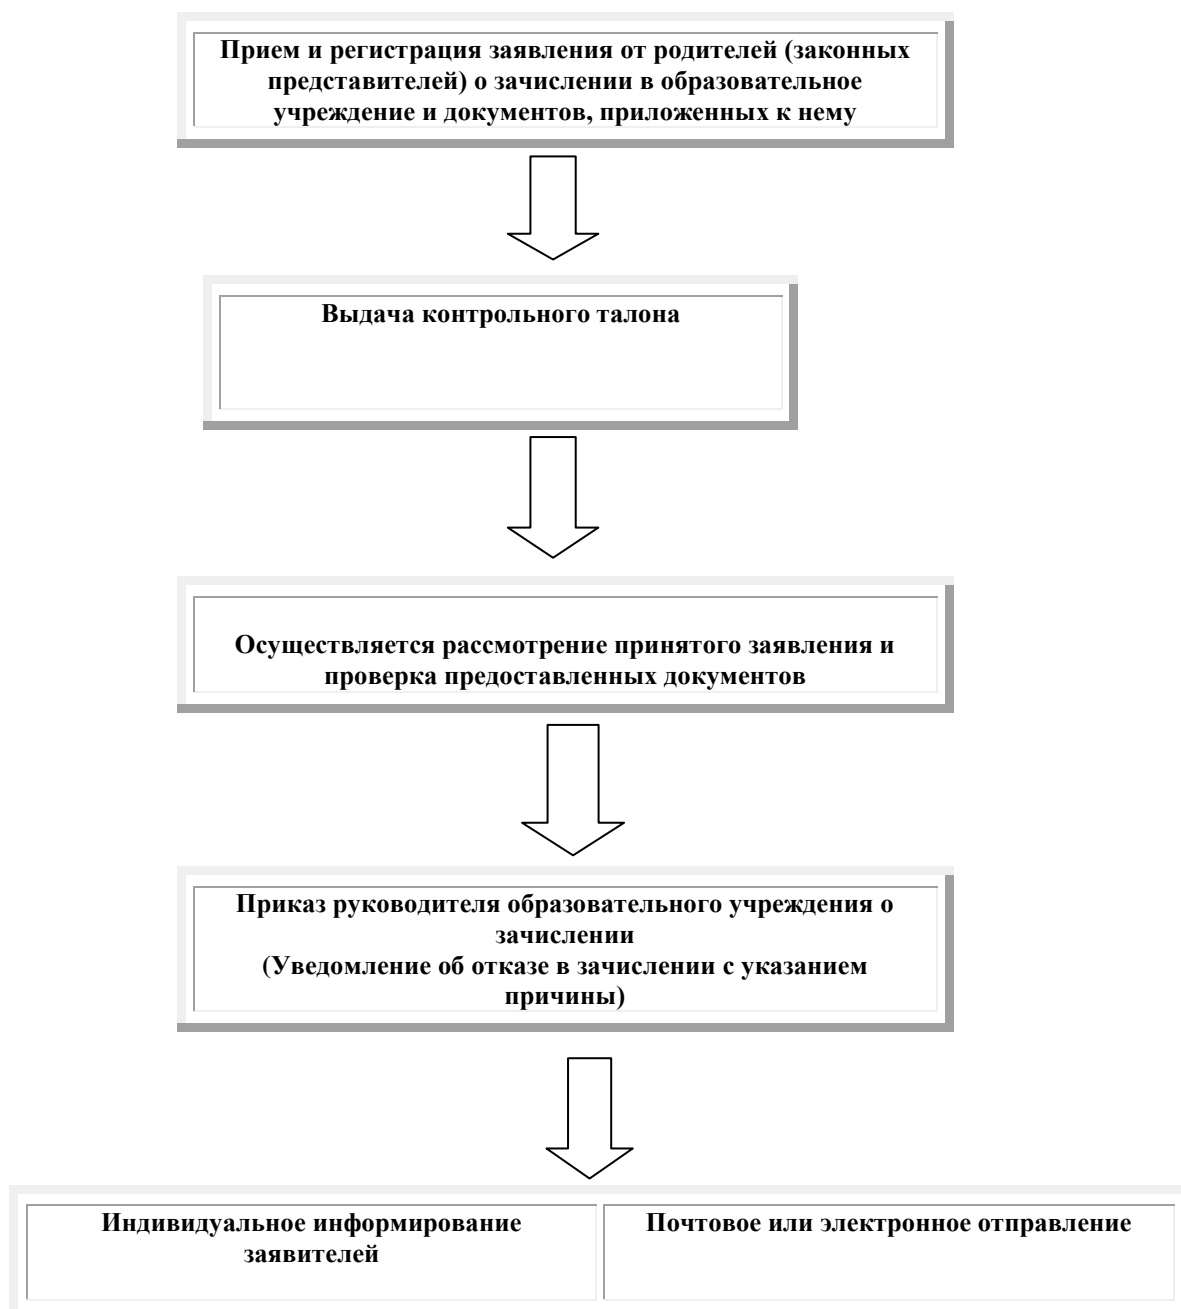 Прием и регистрация заявления от родителей (законных
представителей) о зачислении в образовательное
учреждение и документов, приложенных к нему
Выдача контрольного талона
Осуществляется рассмотрение принятого заявления и
проверка предоставленных документов
Приказ руководителя образовательного учреждения о
зачислении
(Уведомление об отказе в зачислении с указанием
причины)
Индивидуальное информирование
заявителей
Почтовое или электронное отправление